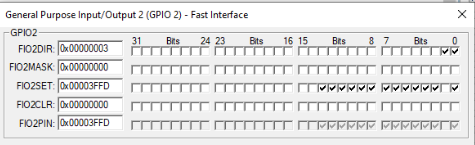 General Purpose Input/Output 2 (GPIO 2) - Fast Interface
GPIO2
31 Bits 24 23 Bits 16 15 Bits 8 7 Bits 0
FIO2DIR: 0x00000003
FIO2MASK: 0x00000000
FIO2SET: 0x00003FFD
FIO2CLR: 0x00000000
FIO2PIN: 0x00003FFD